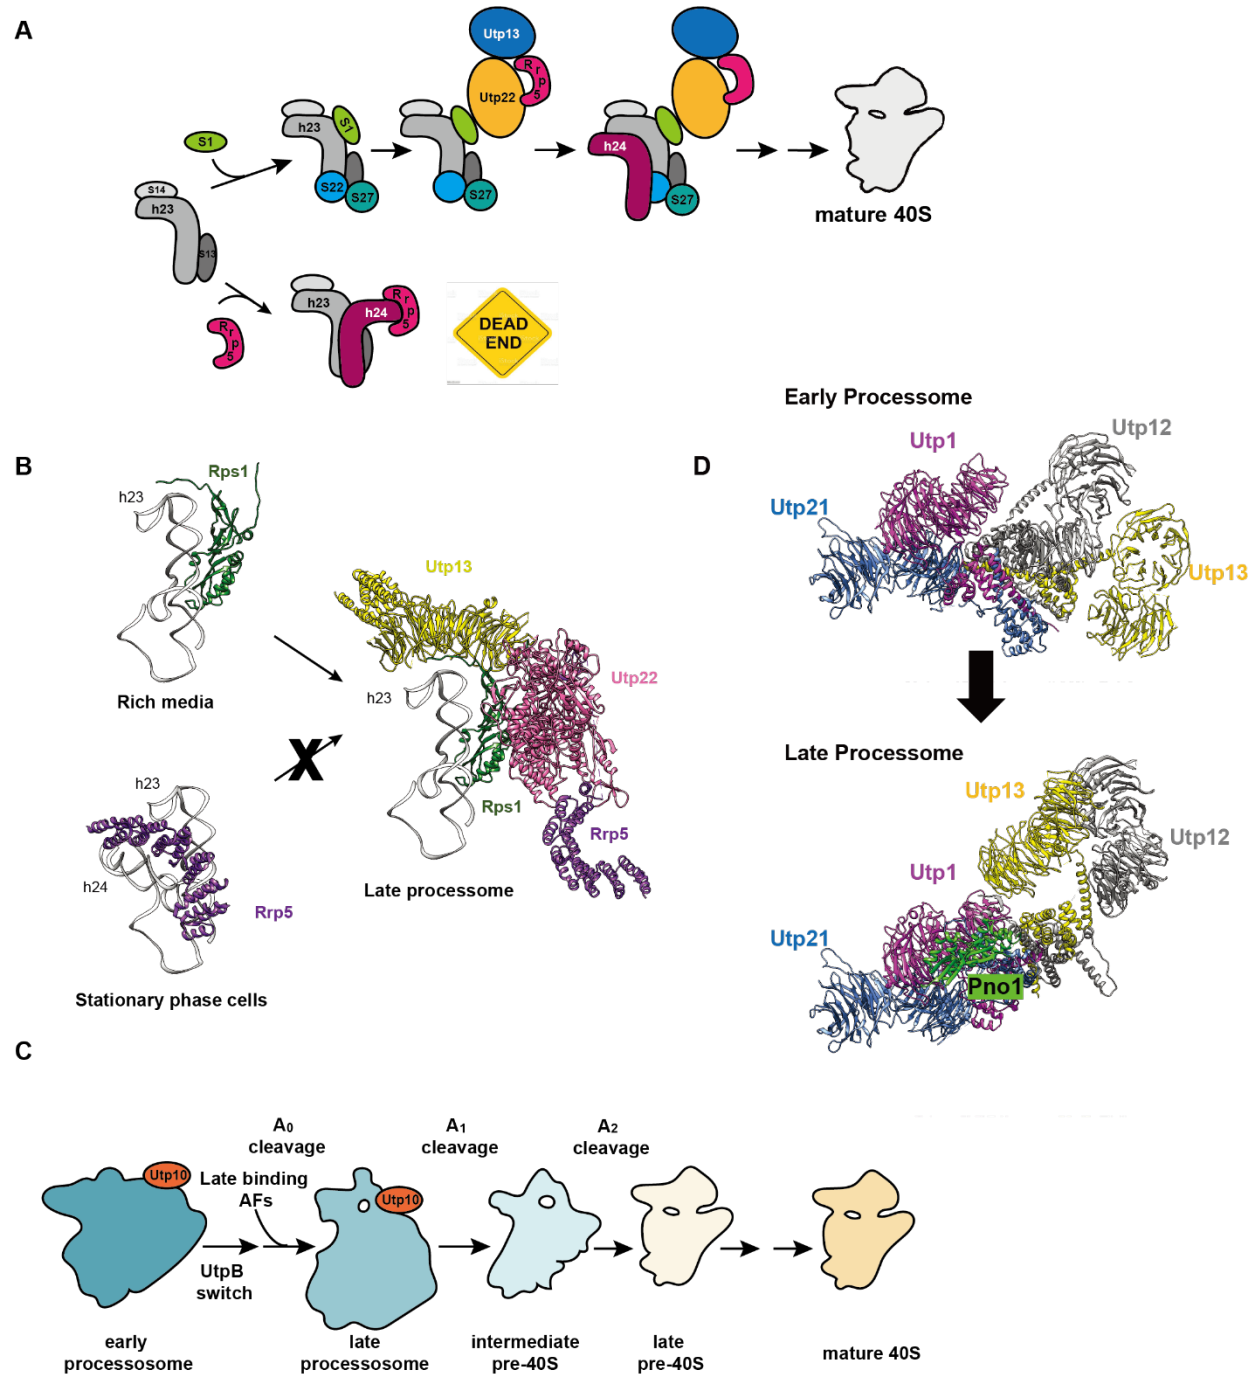 A
Utp13
Rrp5
Utp22
S1
h23
S1
S22
S27
S27
h24
S27
mature 40S
S14
h23
S13
Rrp5
h23
h24
Rrp5
DEAD
END
B
Rps1
h23
Rich media
h23
h24
Rrp5
Stationary phase cells
Utp13
h23
Utp22
Rps1
Rrp5
Late processome
D
Early Processome
Utp1
Utp12
Utp21
Utp13
Late Processome
Utp13
Utp12
Utp1
Utp21
Pno1
C
A0
cleavage
A1
cleavage
A2
cleavage
Utp10
Late binding
AFs
Utp10
UtpB
switch
early
processosome
late
processosome
intermediate
pre-40S
late
pre-40S
mature 40S